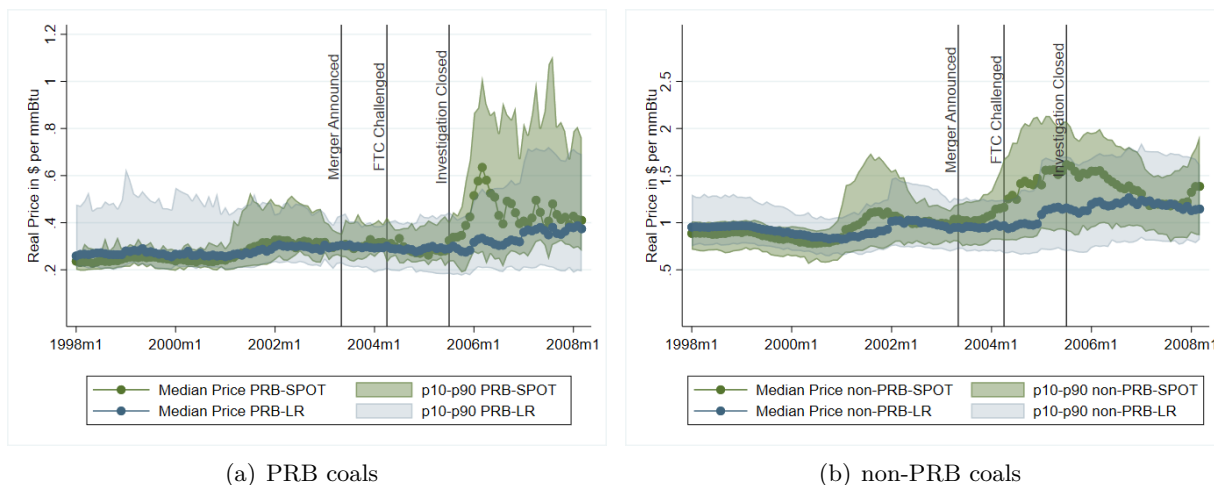 Real Price in $ per mmBtu
1.2
1
.8
.6
.4
.2
Merger Announced
FTC Challenged
Investigation Closed
1998m1 2000m1 2002m1 2004m1 2006m1 2008m1
Median Price PRB-SPOT p10-p90 PRB-SPOT
Median Price PRB-LR p10-p90 PRB-LR
(a) PRB coals
Real Price in $ per mmBtu
2.5
2
1.5
1
.5
Merger Announced
FTC Challenged
Investigation Closed
1998m1 2000m1 2002m1 2004m1 2006m1 2008m1
Median Price non-PRB-SPOT p10-p90 non-PRB-SPOT
Median Price non-PRB-LR p10-p90 non-PRB-LR
(b) non-PRB coals